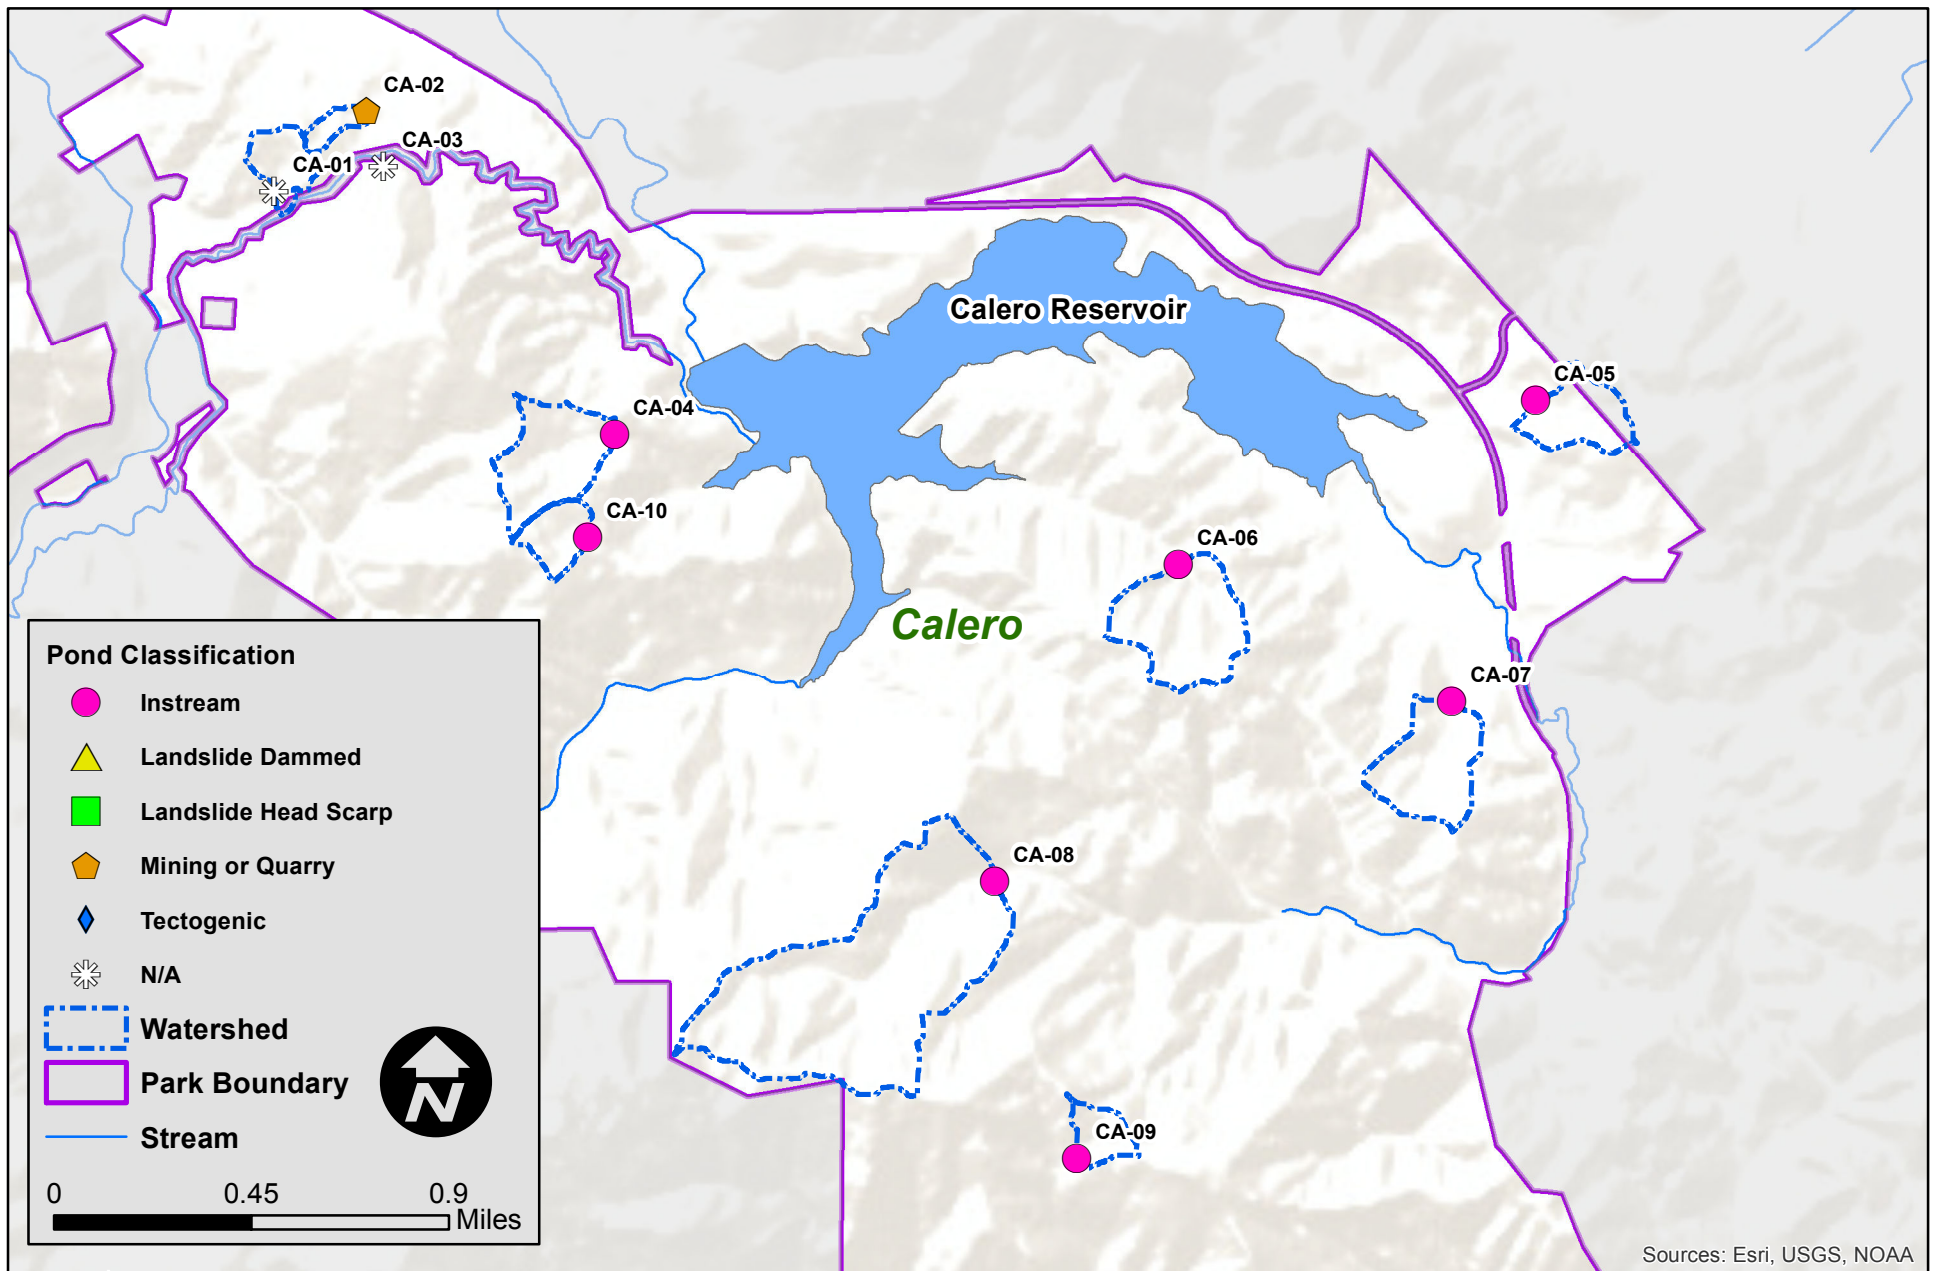 CA-02
CA-03
CA-01
Calero Reservoir
CA-05
CA-04
CA-10
CA-06
Calero
CA-07
CA-08
CA-09
Pond Classification
Instream
Landslide Dammed
Landslide Head Scarp
Mining or Quarry
Tectogenic
N/A
Watershed
Park Boundary
Stream
N
0 0.45 0.9
Miles
Sources: Esri, USGS, NOAA